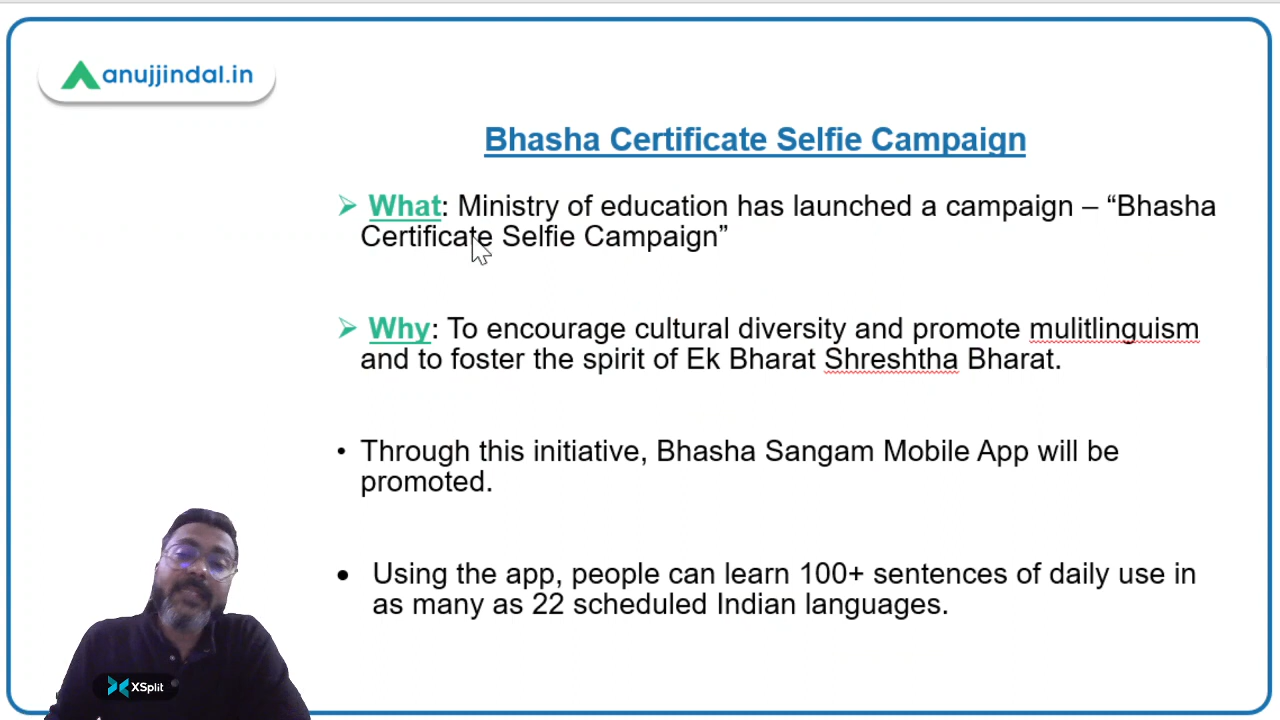 anujjindal.in
Bhasha Certificate Selfie Campaign
What: Ministry of education has launched a campaign – “Bhasha
Certificate Selfie Campaign”
Why: To encourage cultural diversity and promote mulitlinguism
and to foster the spirit of Ek Bharat Shreshtha Bharat.
• Through this initiative, Bhasha Sangam Mobile App will be
promoted.
• Using the app, people can learn 100+ sentences of daily use in
as many as 22 scheduled Indian languages.
XSplit